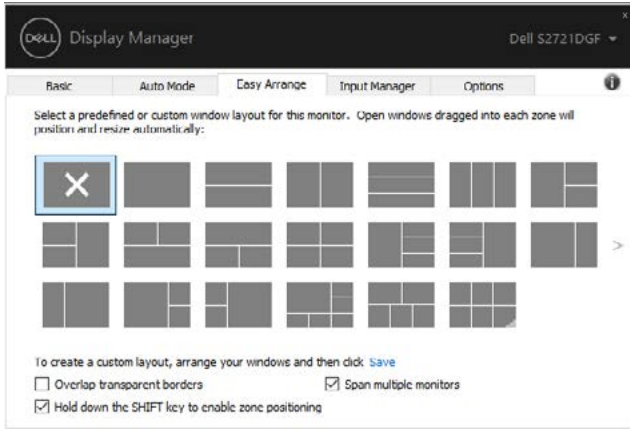 x
DELL Display Manager
Dell S2721DGF
Basic Auto Mode Easy Arrange Input Manager Options
Select a predefined or custom window layout for this monitor. Open windows dragged into each zone will
position and resize automatically:
>
To create a custom layout, arrange your windows and then click Save
Overlap transparent borders
Span multiple monitors
Hold down the SHIFT key to enable zone positioning